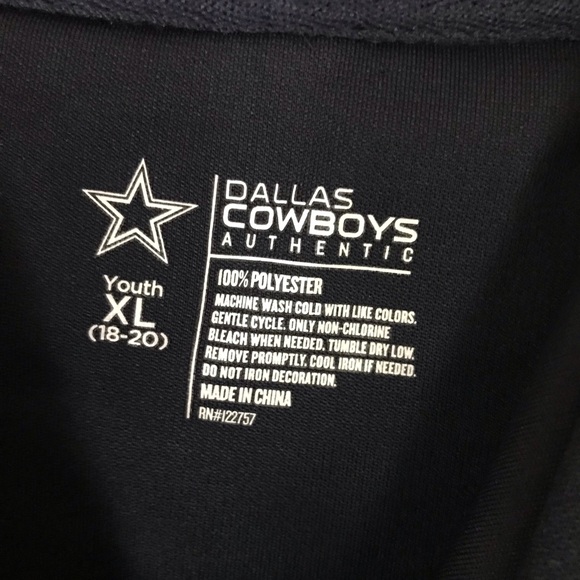 DALLAS
COWBOYS
AUTHENTIC
Youth
XL
(18-20)
100% POLYESTER
MACHINE WASH COLD WITH LIKE COLORS,
GENTLE CYCLE. ONLY NON-CHLORINE
BLEACH WHEN NEEDED. TUMBLE DRY LOW.
REMOVE PROMPTLY. COOL IRON IF NEEDED.
DO NOT IRON DECORATION.
MADE IN CHINA
RN#122757